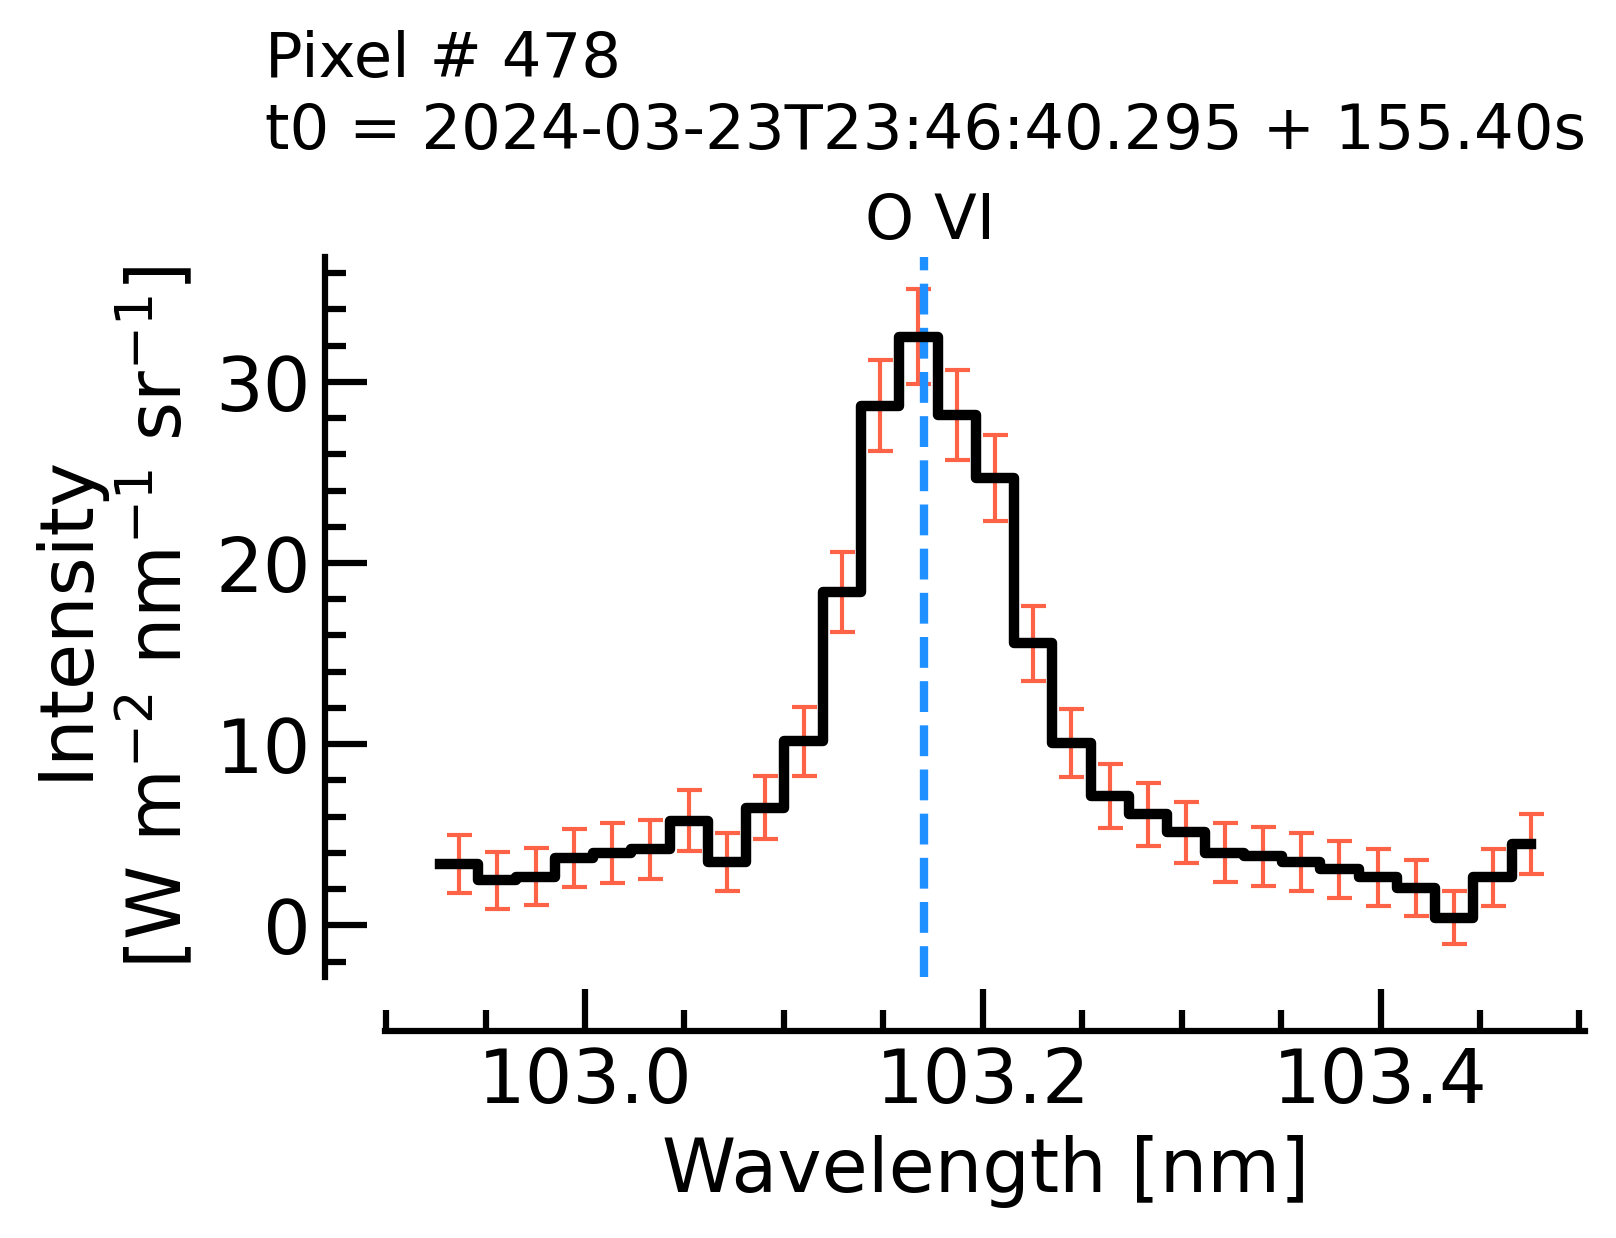 Pixel # 478
t0 = 2024-03-23T23:46:40.295 + 155.40s
O VI
Intensity
[W m⁻² nm⁻¹ sr⁻¹]
30
20
10
0
103.0 103.2 103.4
Wavelength [nm]